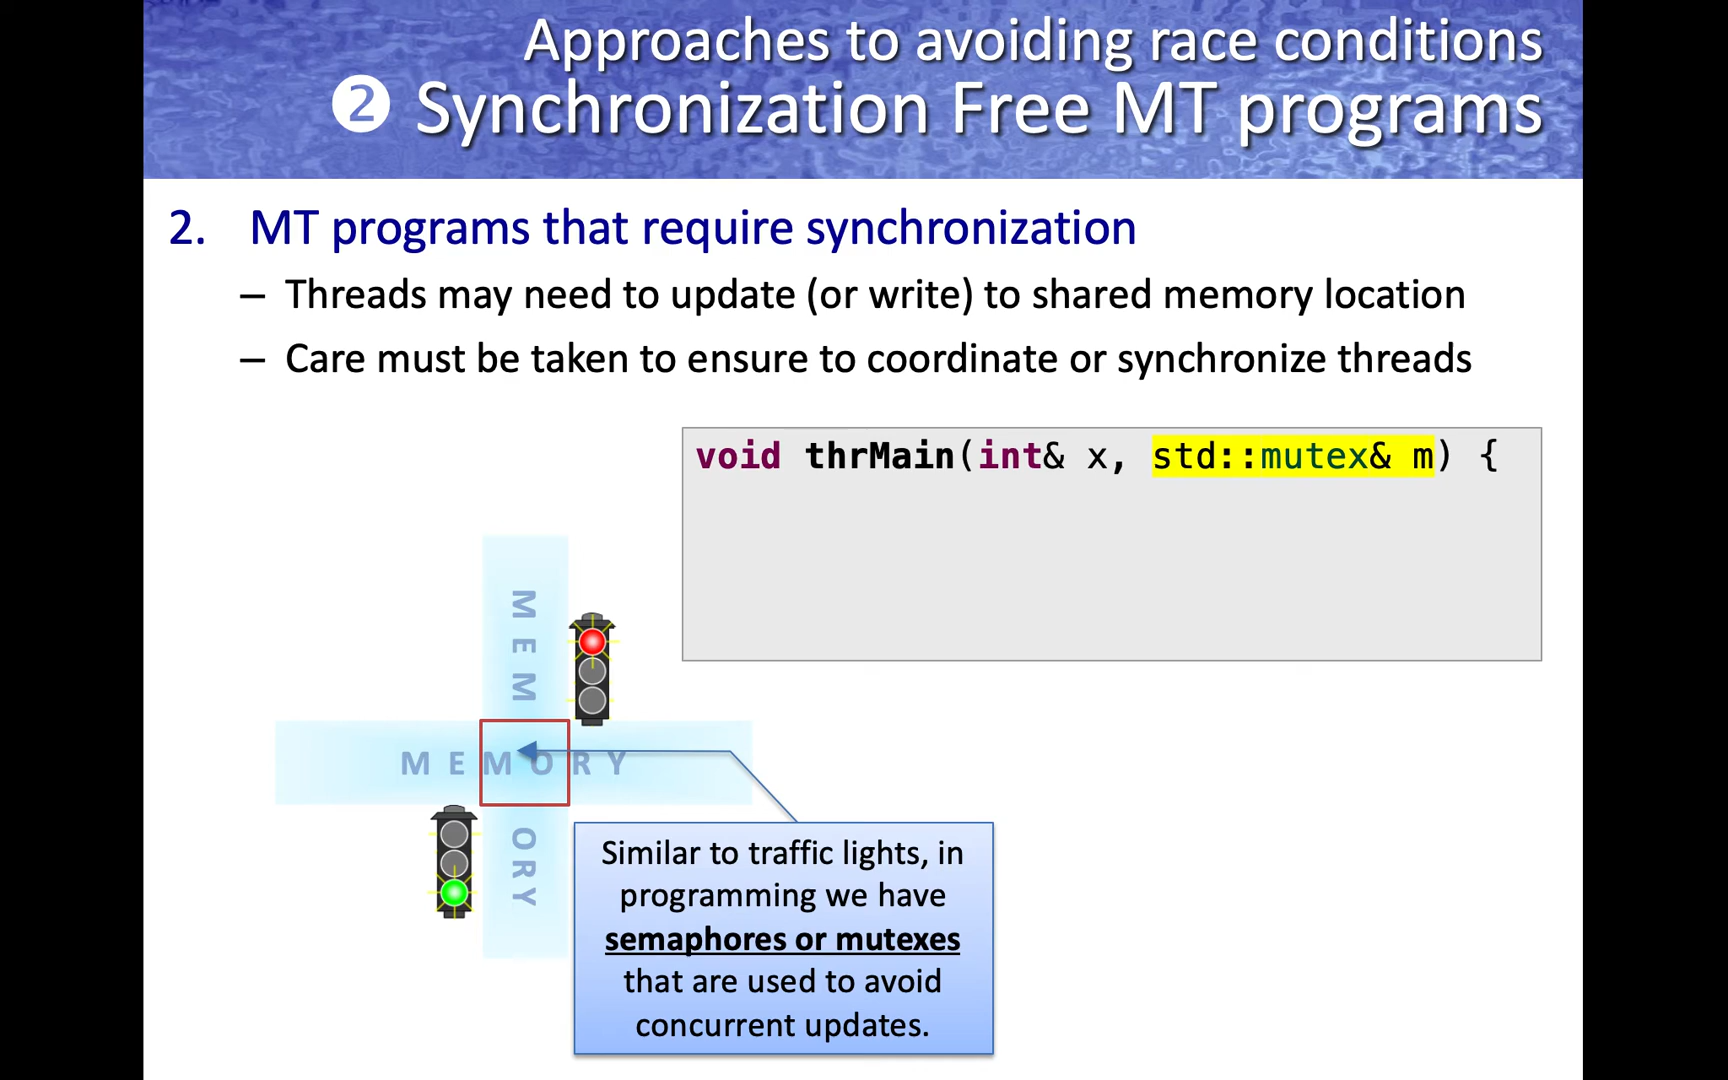 Approaches to avoiding race conditions
❷ Synchronization Free MT programs
2. MT programs that require synchronization
– Threads may need to update (or write) to shared memory location
– Care must be taken to ensure to coordinate or synchronize threads
void thrMain(int& x, std::mutex& m) {
MEM
MEMORY
ORY
Similar to traffic lights, in
programming we have
semaphores or mutexes
that are used to avoid
concurrent updates.